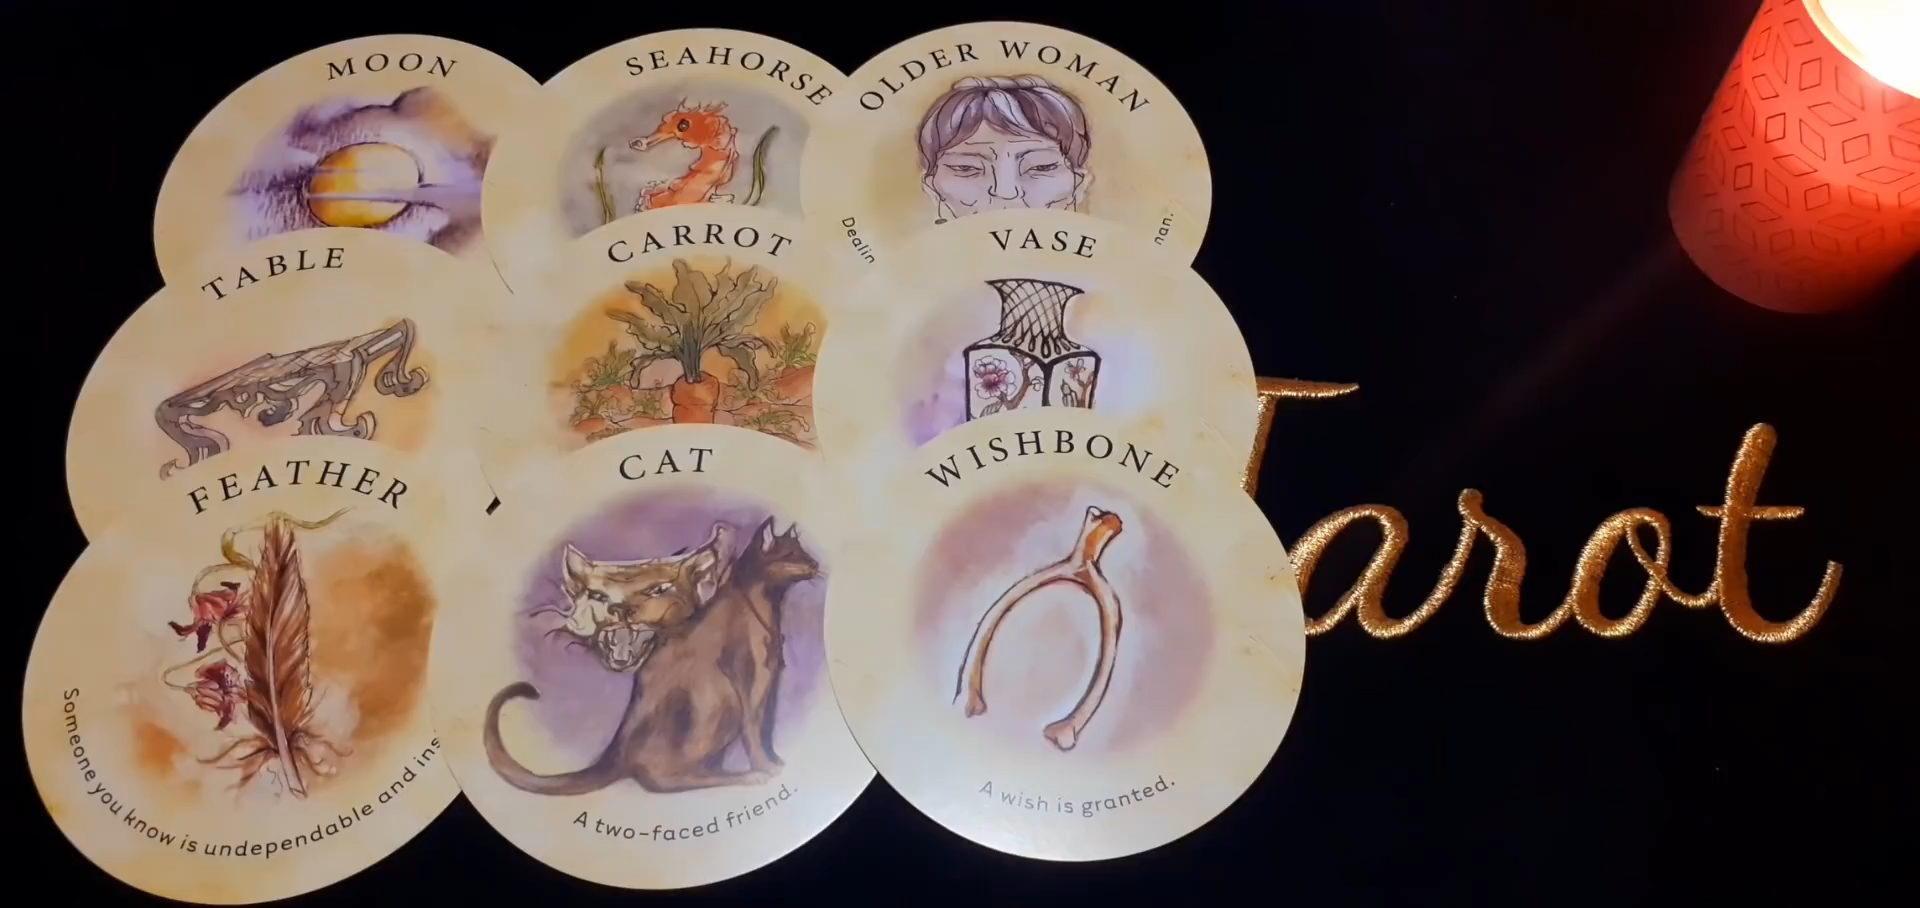 MOON
SEAHORSE
OLDER WOMAN
Dealin
nan.
TABLE
CARROT
VASE
FEATHER
Someone you know is undependable and ins
CAT
A two-faced friend.
WISHBONE
A wish is granted.
Tarot